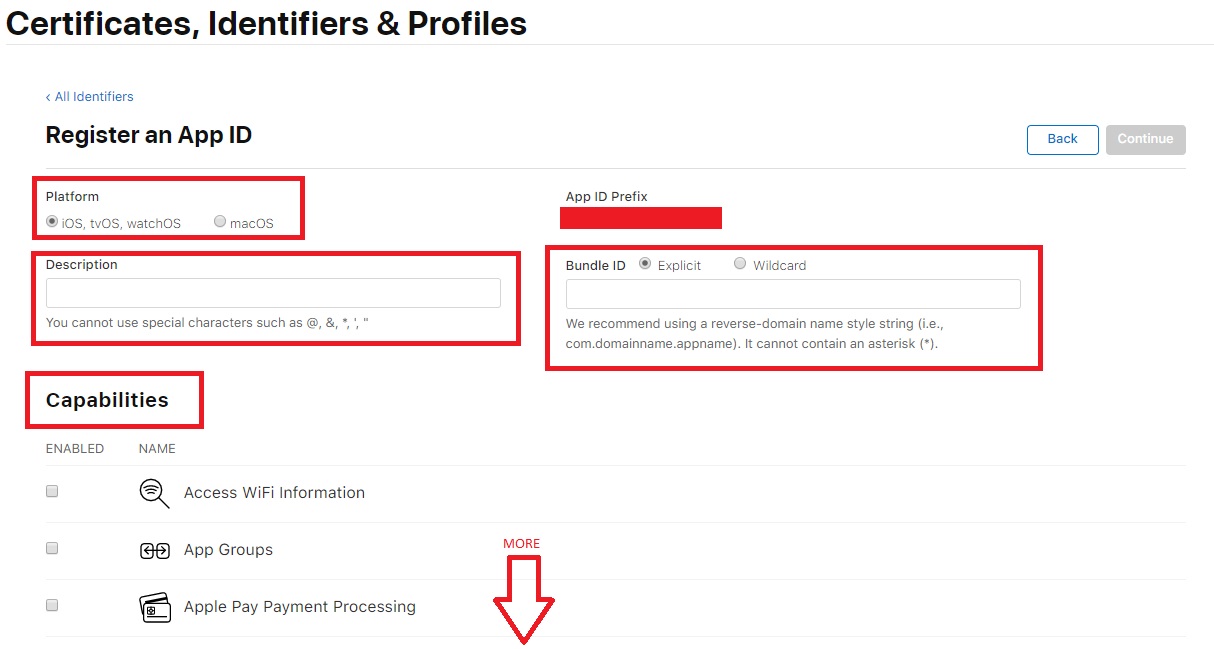 Certificates, Identifiers & Profiles
‹ All Identifiers
Register an App ID
Back
Continue
Platform
iOS, tvOS, watchOS
macOS
App ID Prefix
Description
You cannot use special characters such as @, &, *, ', "
Bundle ID
Explicit
Wildcard
We recommend using a reverse-domain name style string (i.e.,
com.domainname.appname). It cannot contain an asterisk (*).
Capabilities
ENABLED
NAME
Access WiFi Information
App Groups
MORE
Apple Pay Payment Processing